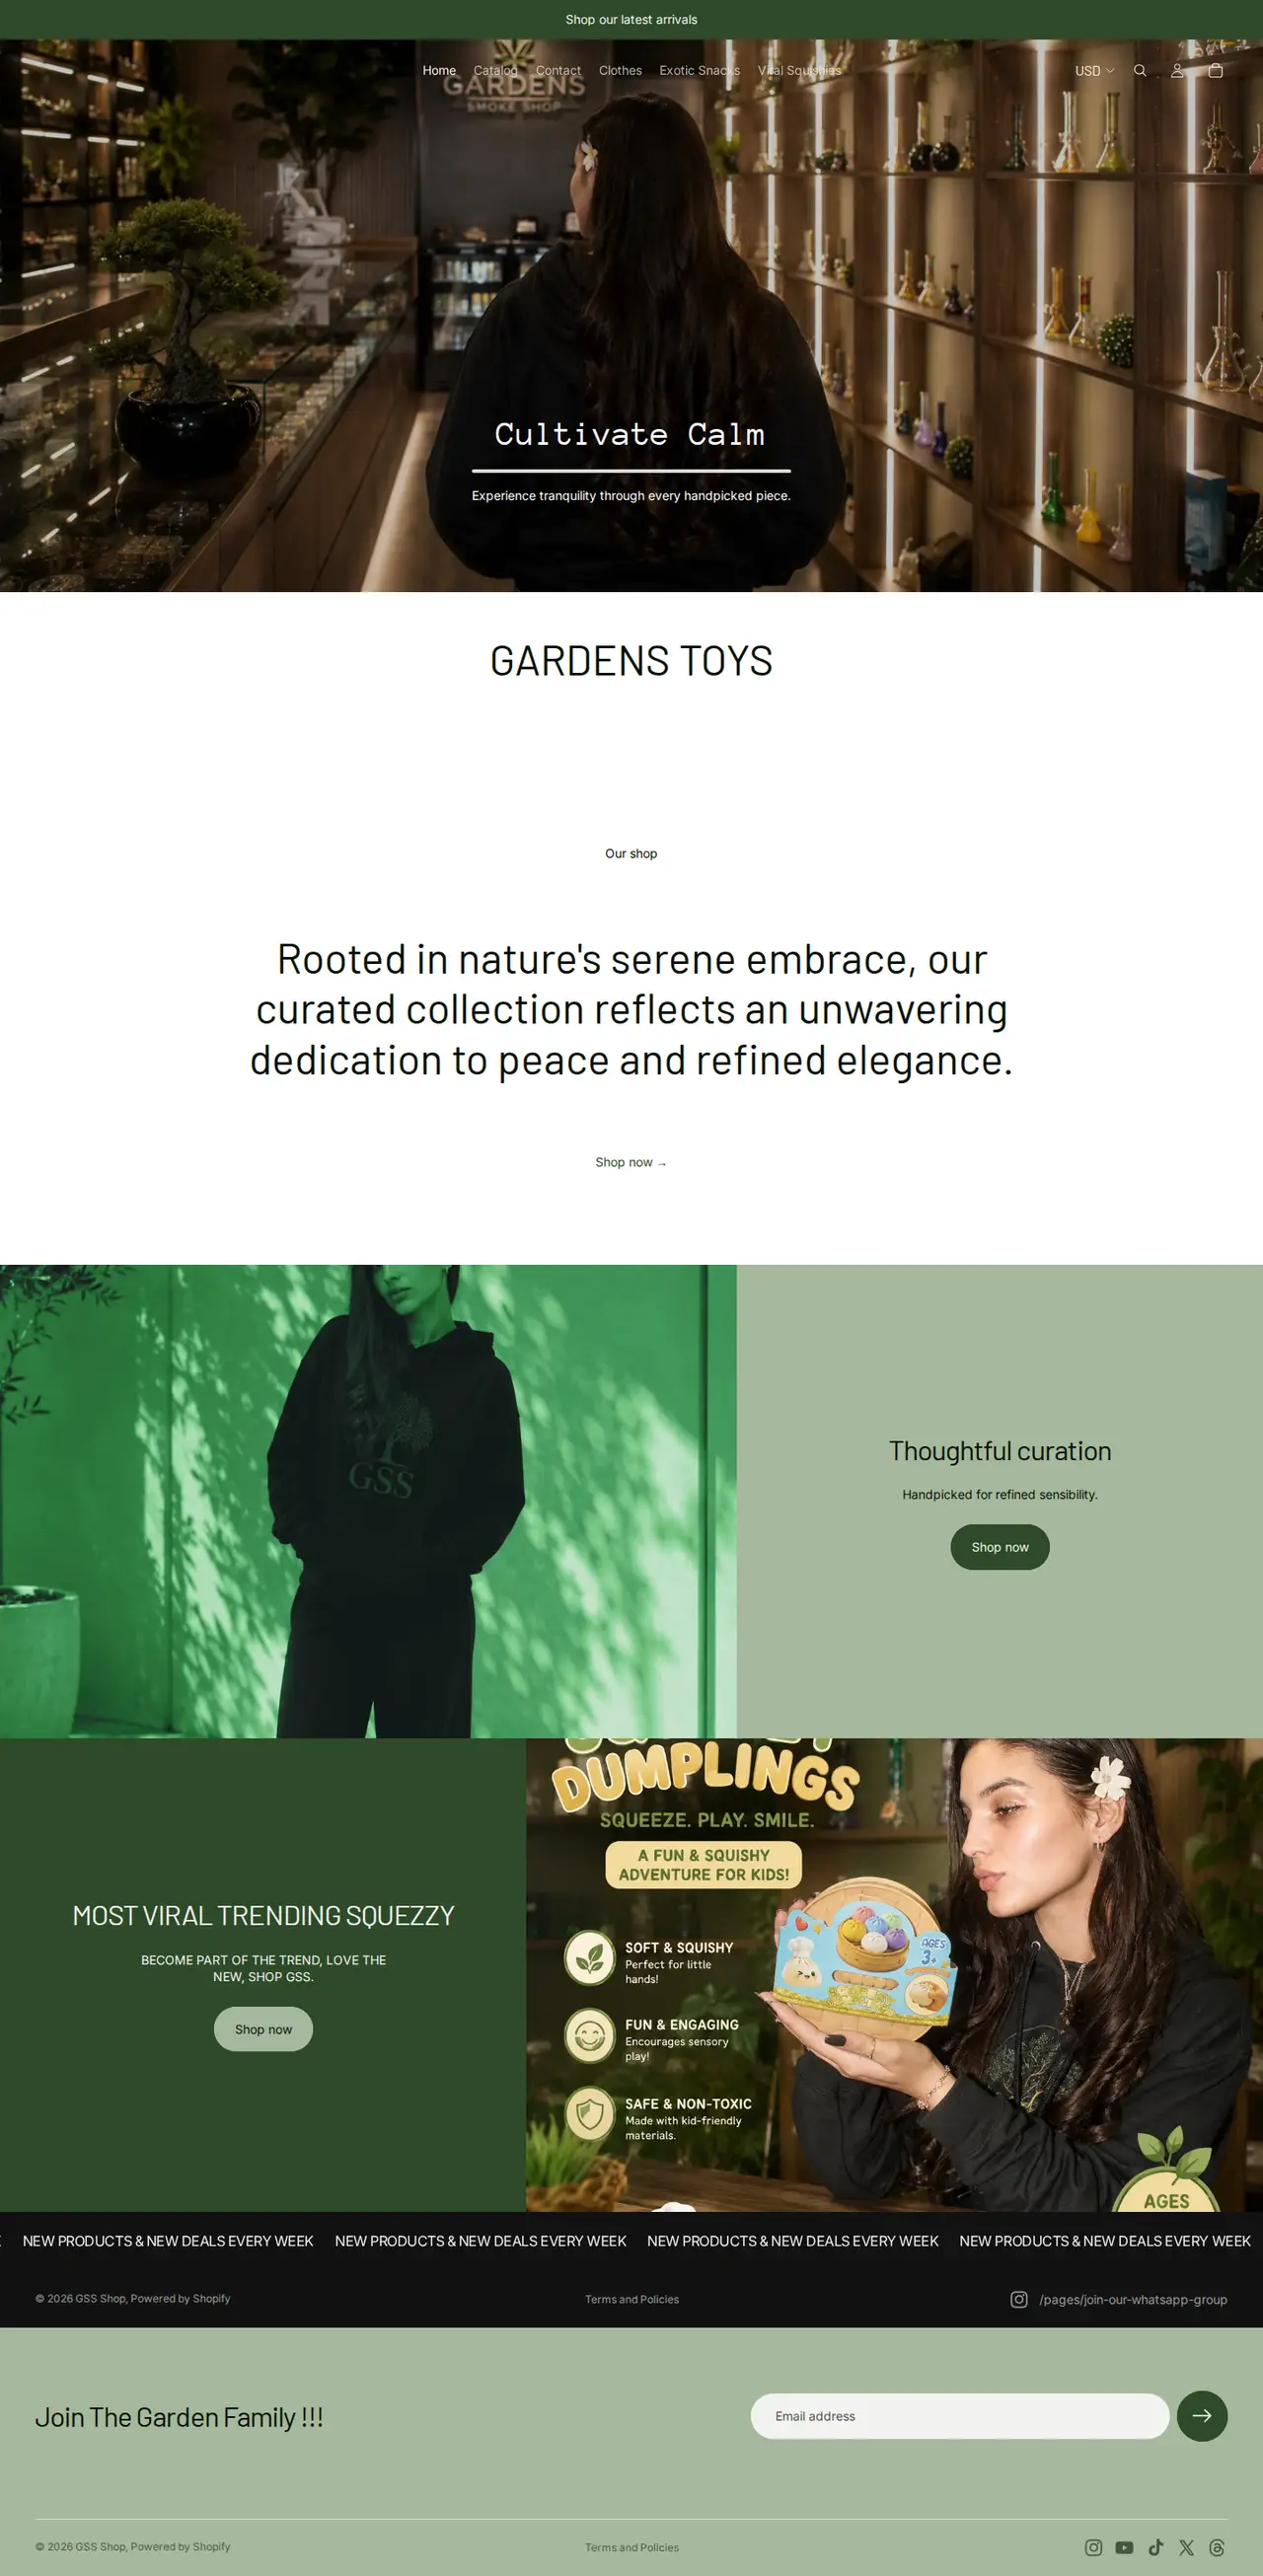 Shop our latest arrivals
Home Catalog Contact Clothes Exotic Snacks Viral Squishies
USD
GARDENS
SMOKE SHOP
Cultivate Calm
Experience tranquility through every handpicked piece.
GARDENS TOYS
Our shop
Rooted in nature's serene embrace, our
curated collection reflects an unwavering
dedication to peace and refined elegance.
Shop now →
GSS
Thoughtful curation
Handpicked for refined sensibility.
Shop now
MOST VIRAL TRENDING SQUEZZY
BECOME PART OF THE TREND, LOVE THE
NEW, SHOP GSS.
Shop now
DUMPLINGS
SQUEEZE. PLAY. SMILE.
A FUN & SQUISHY
ADVENTURE FOR KIDS!
SOFT & SQUISHY
Perfect for little
hands!
FUN & ENGAGING
Encourages sensory
play!
SAFE & NON-TOXIC
Made with kid-friendly
materials.
AGES
3+
AGES
NEW PRODUCTS & NEW DEALS EVERY WEEK NEW PRODUCTS & NEW DEALS EVERY WEEK NEW PRODUCTS & NEW DEALS EVERY WEEK NEW PRODUCTS & NEW DEALS EVERY WEEK
© 2026 GSS Shop, Powered by Shopify
Terms and Policies
/pages/join-our-whatsapp-group
Join The Garden Family !!!
Email address
© 2026 GSS Shop, Powered by Shopify
Terms and Policies